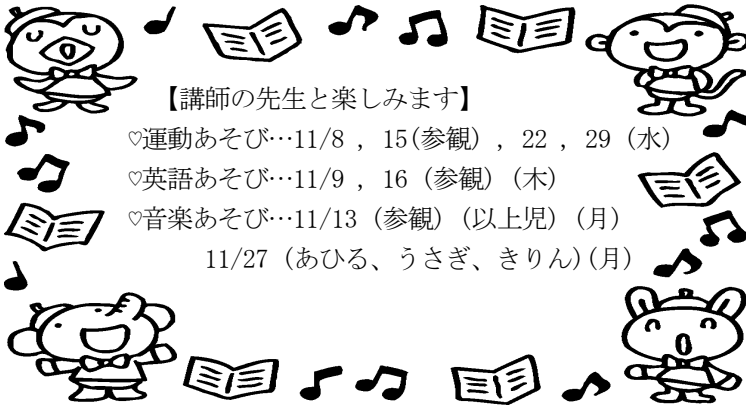 【講師の先生と楽しみます】
♡運動あそび…11/8 , 15(参観) , 22 , 29 (水)
♡英語あそび…11/9 , 16 (参観) (木)
♡音楽あそび…11/13 (参観) (以上児) (月)
11/27 (あひる、うさぎ、きりん)(月)